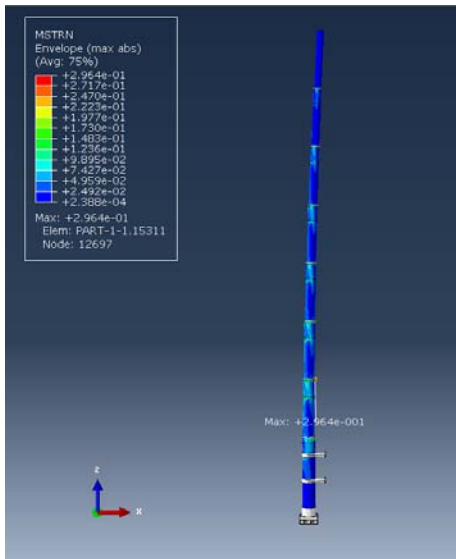 MSTRN
Envelope (max abs)
(Avg: 75%)
+2.964e-01
+2.717e-01
+2.470e-01
+2.223e-01
+1.977e-01
+1.730e-01
+1.483e-01
+1.236e-01
+9.895e-02
+7.427e-02
+4.959e-02
+2.492e-02
+2.388e-04
Max: +2.964e-01
Elem: PART-1-1.15311
Node: 12697
Max: +2.964e-001
z
x